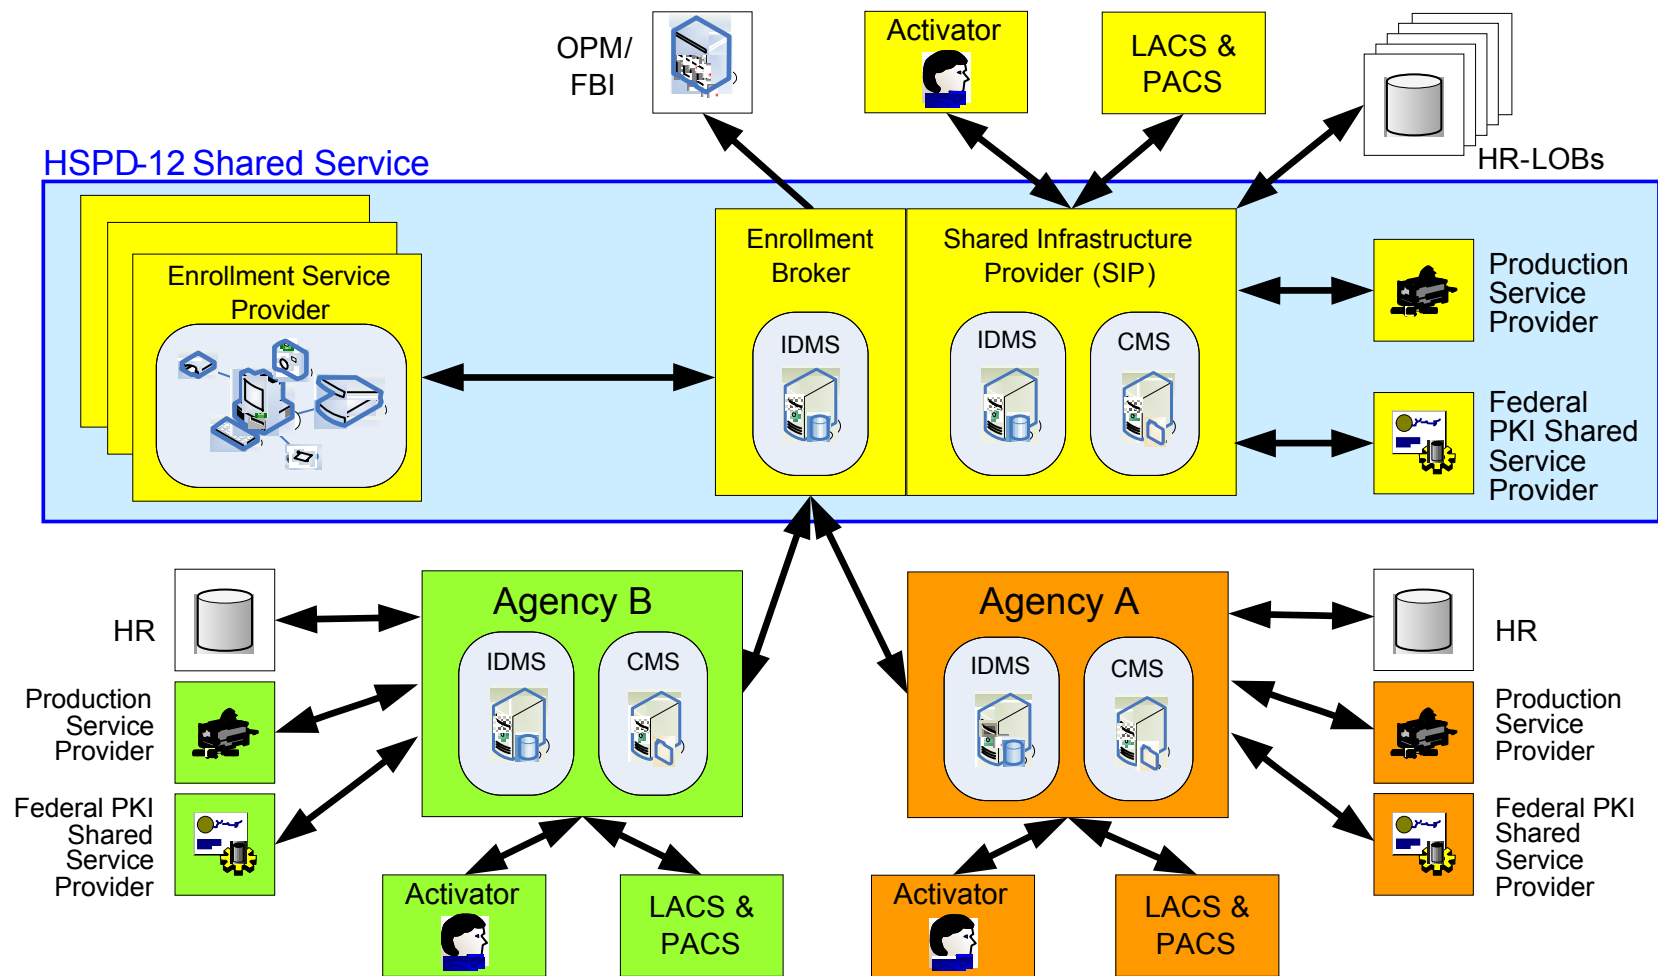 OPM/
FBI
Activator
LACS &
PACS
HR-LOBs
HSPD-12 Shared Service
Enrollment Service
Provider
Enrollment
Broker
IDMS
Shared Infrastructure
Provider (SIP)
IDMS
CMS
Production
Service
Provider
Federal
PKI Shared
Service
Provider
HR
Production
Service
Provider
Federal PKI
Shared
Service
Provider
Agency B
IDMS
CMS
Activator
LACS &
PACS
Agency A
IDMS
CMS
Activator
LACS &
PACS
HR
Production
Service
Provider
Federal PKI
Shared
Service
Provider